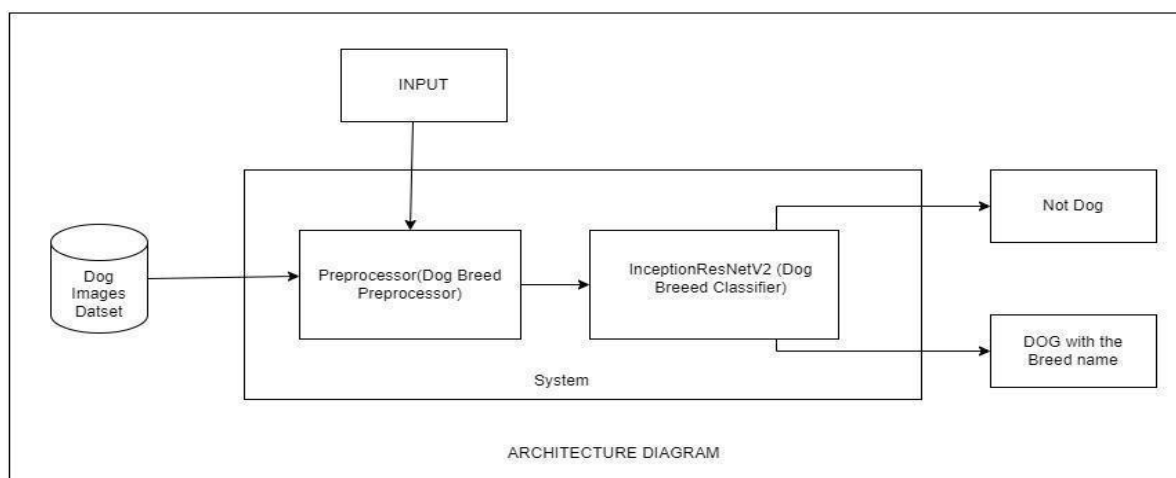 INPUT
Not Dog
Dog
Images
Datset
Preprocessor(Dog Breed
Preprocessor)
InceptionResNetV2 (Dog
Breeed Classifier)
DOG with the
Breed name
System
ARCHITECTURE DIAGRAM